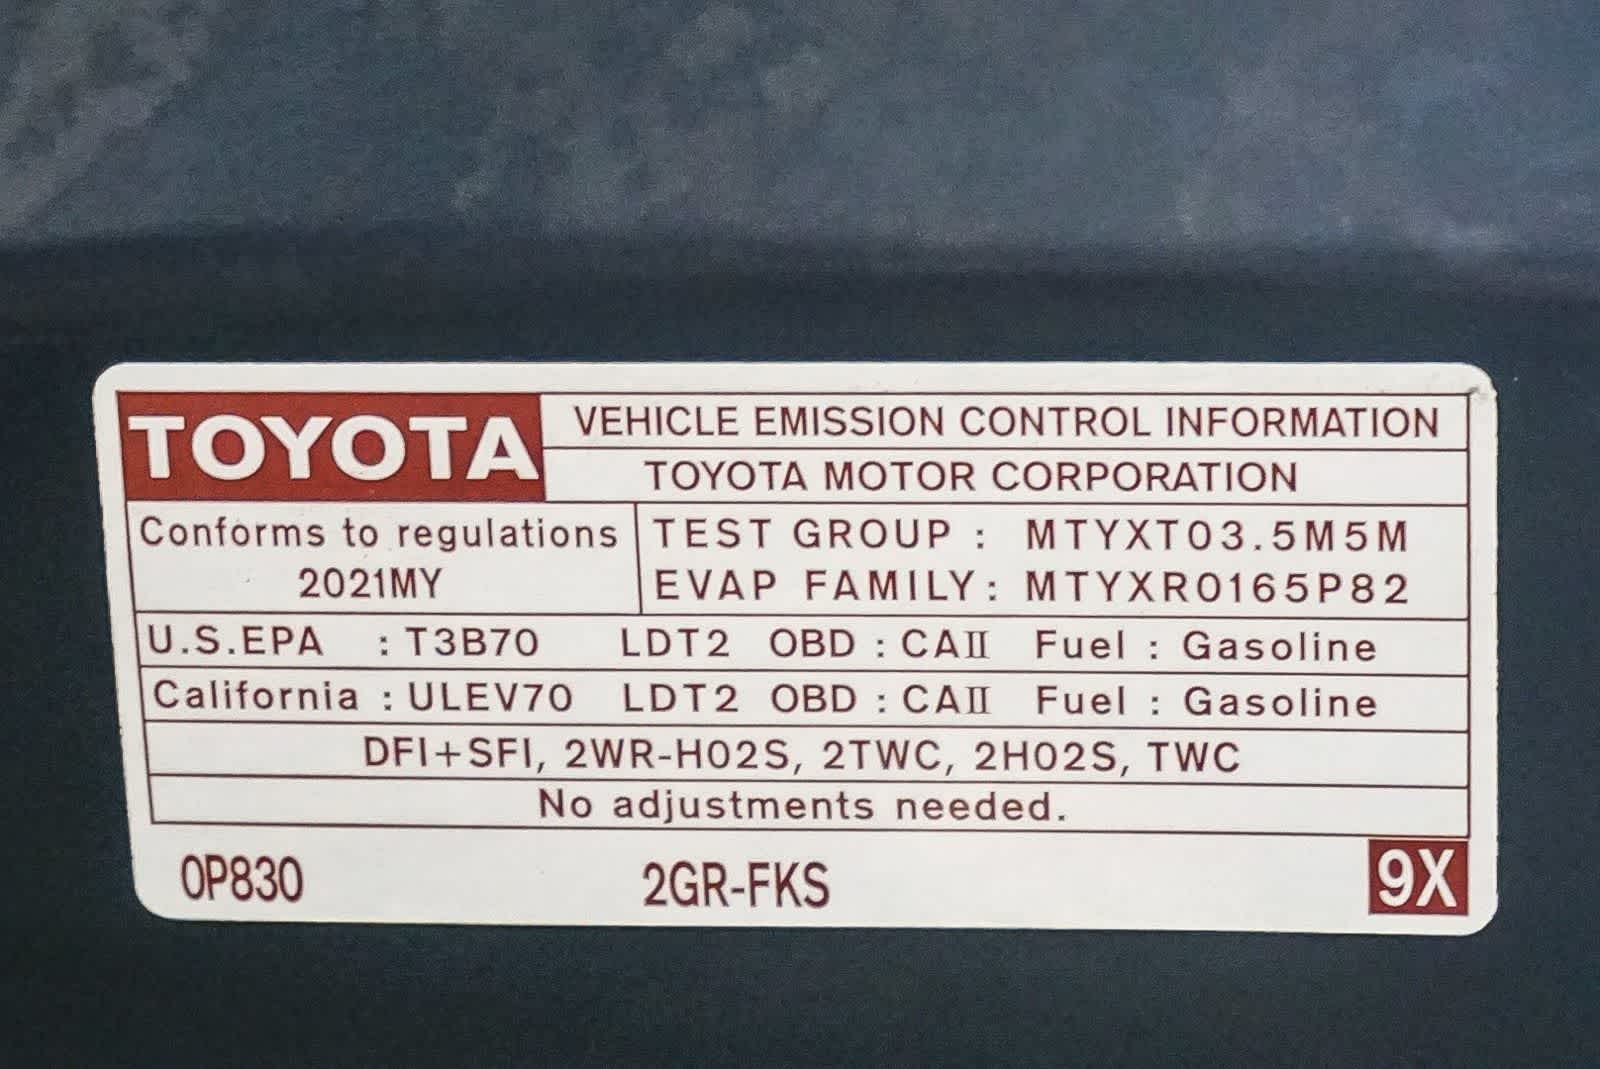 TOYOTA
VEHICLE EMISSION CONTROL INFORMATION
TOYOTA MOTOR CORPORATION
Conforms to regulations
2021MY
TEST GROUP : MTYXT03.5M5M
EVAP FAMILY: MTYXR0165P82
U.S.EPA : T3B70 LDT2 OBD : CAⅡ Fuel : Gasoline
California : ULEV70 LDT2 OBD : CAⅡ Fuel : Gasoline
DFI+SFI, 2WR-HO2S, 2TWC, 2HO2S, TWC
No adjustments needed.
0P830
2GR-FKS
9X